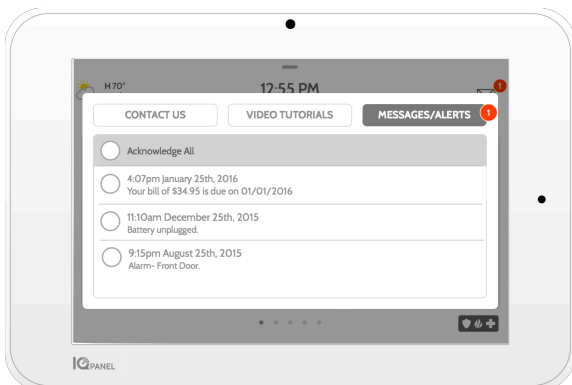 H 70°
12:55 PM
1
CONTACT US
VIDEO TUTORIALS
MESSAGES/ALERTS
1
Acknowledge All
4:07pm January 25th, 2016
Your bill of $34.95 is due on 01/01/2016
11:10am December 25th, 2015
Battery unplugged.
9:15pm August 25th, 2015
Alarm- Front Door.
IQ PANEL